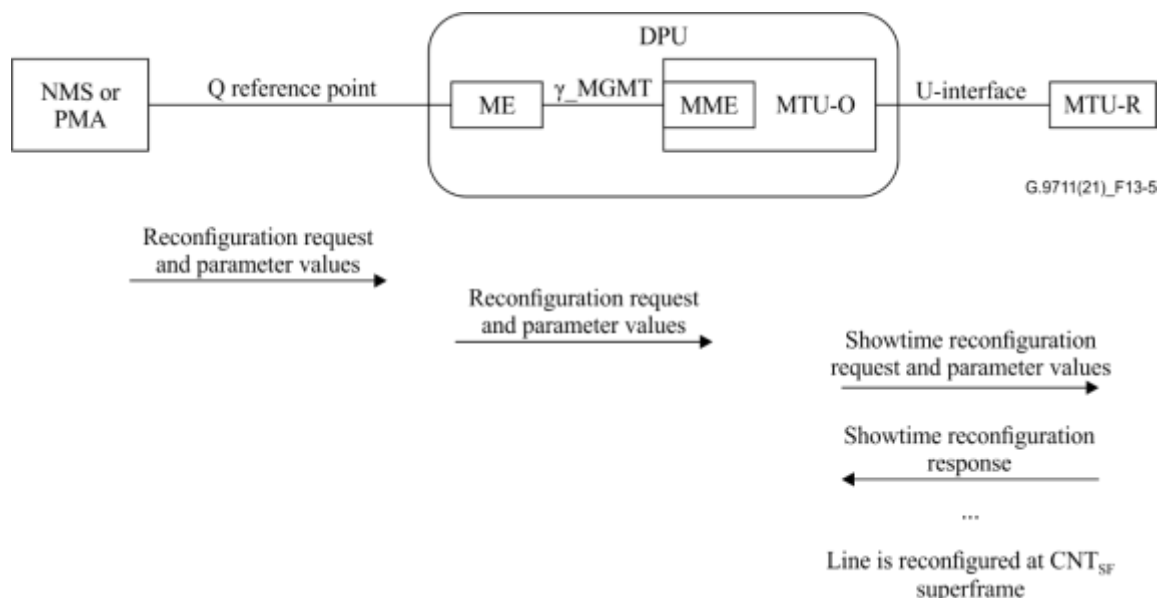 DPU
NMS or
PMA
Q reference point
ME
γ_MGMT
MME
MTU-O
U-interface
MTU-R
G.9711(21)_F13-5
Reconfiguration request
and parameter values
Reconfiguration request
and parameter values
Showtime reconfiguration
request and parameter values
Showtime reconfiguration
response
...
Line is reconfigured at CNT_SF
superframe